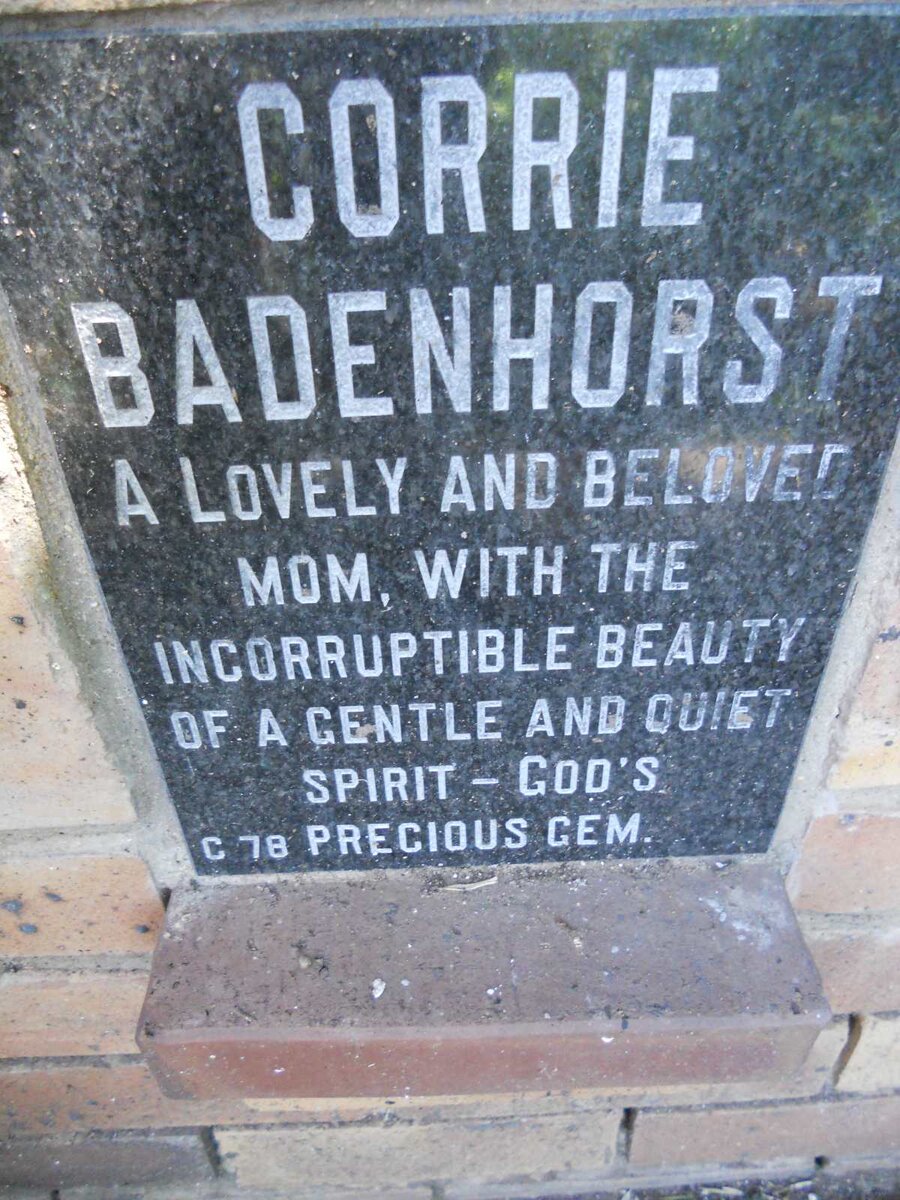 CORRIE
BADENHORST
A LOVELY AND BELOVED
MOM, WITH THE
INCORRUPTIBLE BEAUTY
OF A GENTLE AND QUIET
SPIRIT – GOD'S
C 78 PRECIOUS GEM.